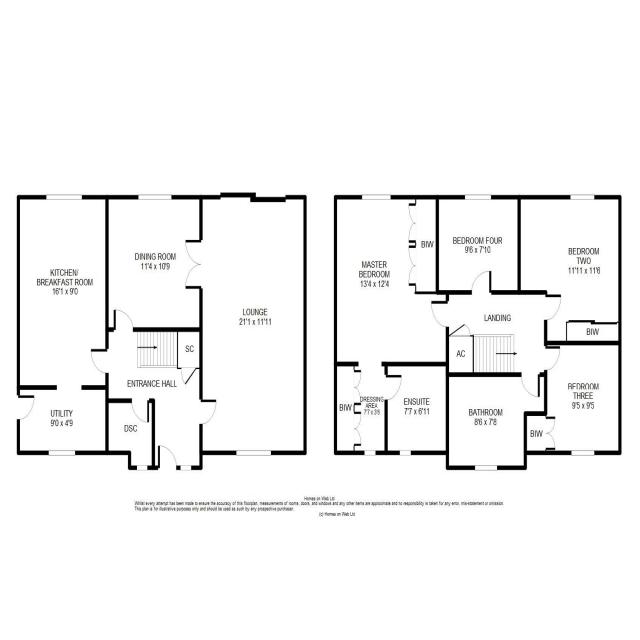 KITCHEN/
BREAKFAST ROOM
16'1 x 9'0
DINING ROOM
11'4 x 10'9
LOUNGE
21'1 x 11'11
SC
ENTRANCE HALL
UTILITY
9'0 x 4'9
DSC
MASTER
BEDROOM
13'4 x 12'4
BIW
BEDROOM FOUR
9'6 x 7'10
BEDROOM
TWO
11'11 x 11'6
BIW
LANDING
AC
BIW
DRESSING
AREA
7'7 x 3'6
ENSUITE
7'7 x 6'11
BATHROOM
8'6 x 7'8
BEDROOM
THREE
9'5 x 9'5
BIW
Homes on Web Ltd
Whilst every attempt has been made to ensure the accuracy of this floorplan, measurements of rooms, doors, and windows and any other items are approximate and no responsibility is taken for any error, mis-statement or omission.
This plan is for illustrative purposes only and should be used as such by any prospective purchaser.
(c) Homes on Web Ltd